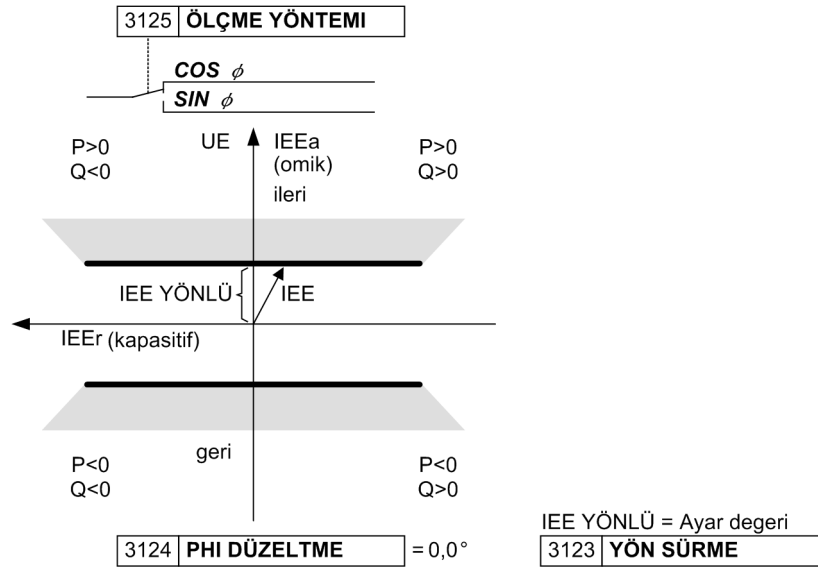 3125 ÖLÇME YÖNTEMI
COS ϕ
SIN ϕ
P>0
Q<0
UE
IEEa
(omik)
ileri
P>0
Q>0
IEE YÖNLÜ
IEE
IEEr (kapasitif)
geri
P<0
Q<0
P<0
Q>0
IEE YÖNLÜ = Ayar degeri
3124 PHI DÜZELTME = 0,0°
3123 YÖN SÜRME